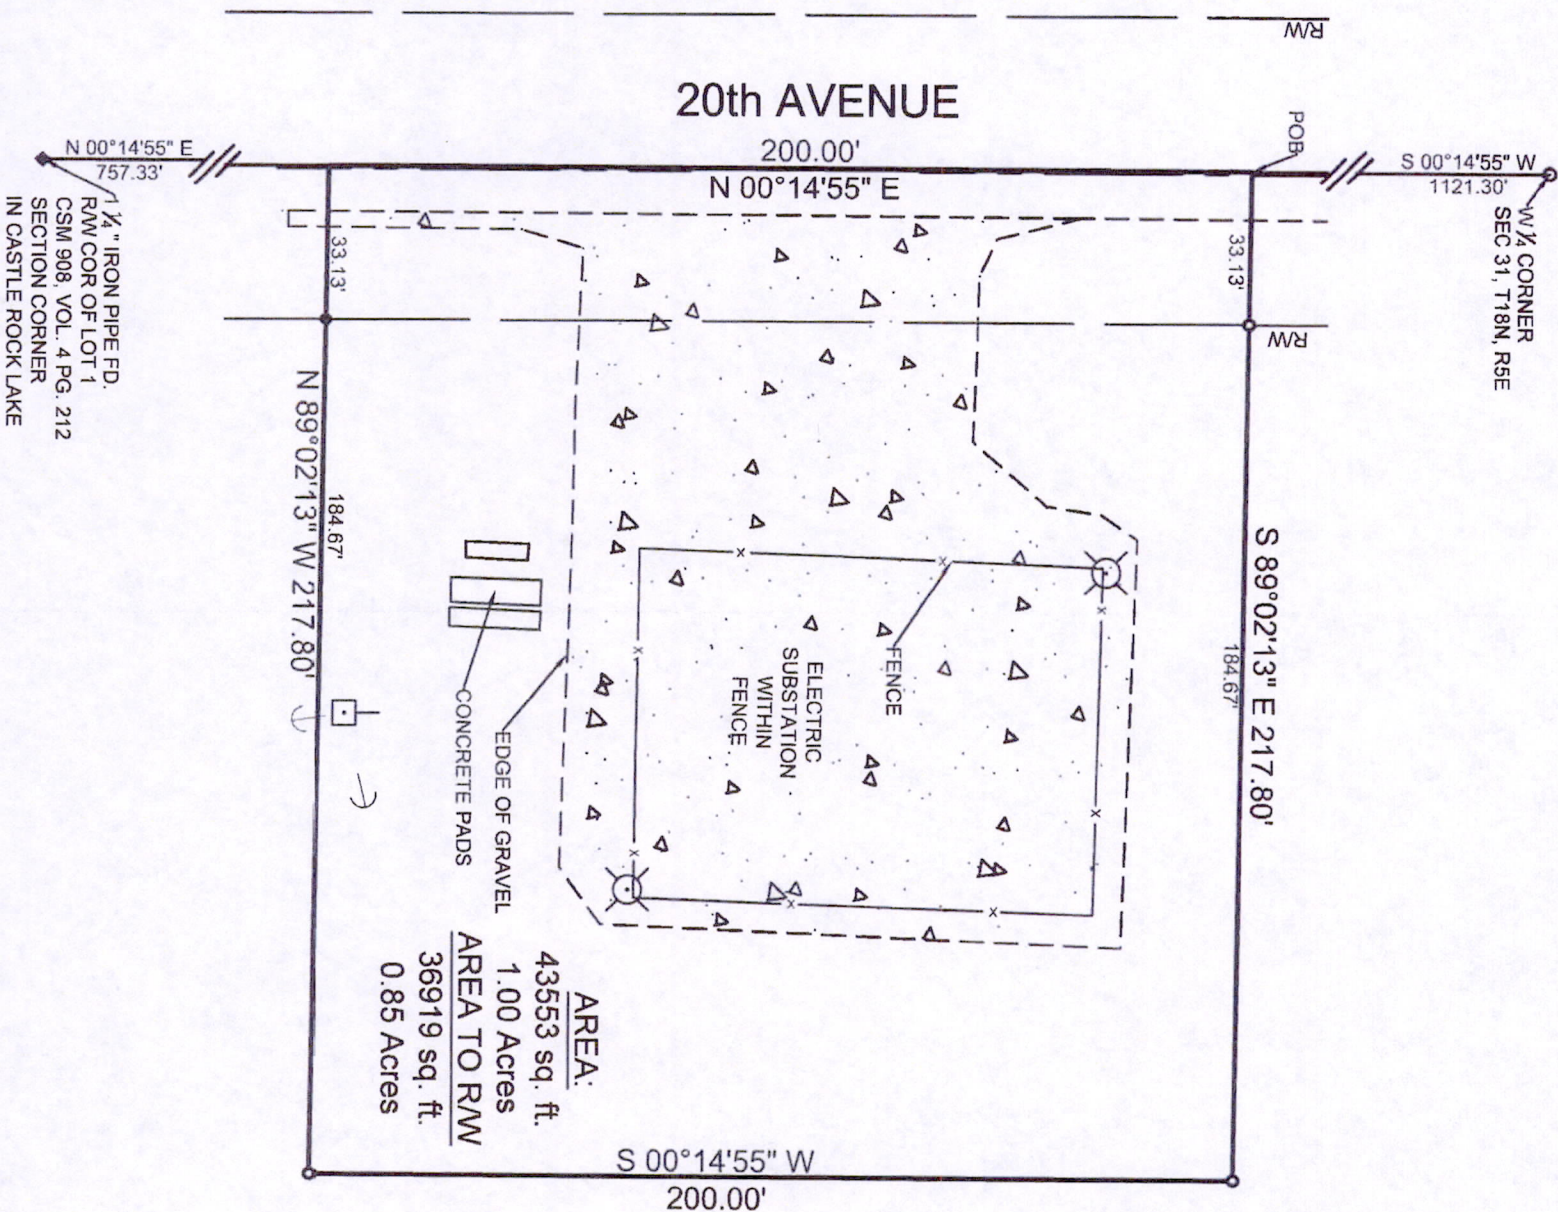 R/W
20th AVENUE
POB
N 00°14'55" E
757.33'
200.00'
N 00°14'55" E
S 00°14'55" W
1121.30'
W ¼ CORNER
SEC 31, T18N, R5E
1 ¼" IRON PIPE FD.
R/W COR OF LOT 1
CSM 908, VOL. 4 PG. 212
SECTION CORNER
IN CASTLE ROCK LAKE
33.13'
33.13'
R/W
N 89°02'13" W 217.80'
184.67'
S 89°02'13" E 217.80'
184.67'
FENCE
ELECTRIC
SUBSTATION
WITHIN
FENCE
EDGE OF GRAVEL
CONCRETE PADS
AREA:
43553 sq. ft.
1.00 Acres
AREA TO R/W
36919 sq. ft.
0.85 Acres
S 00°14'55" W
200.00'